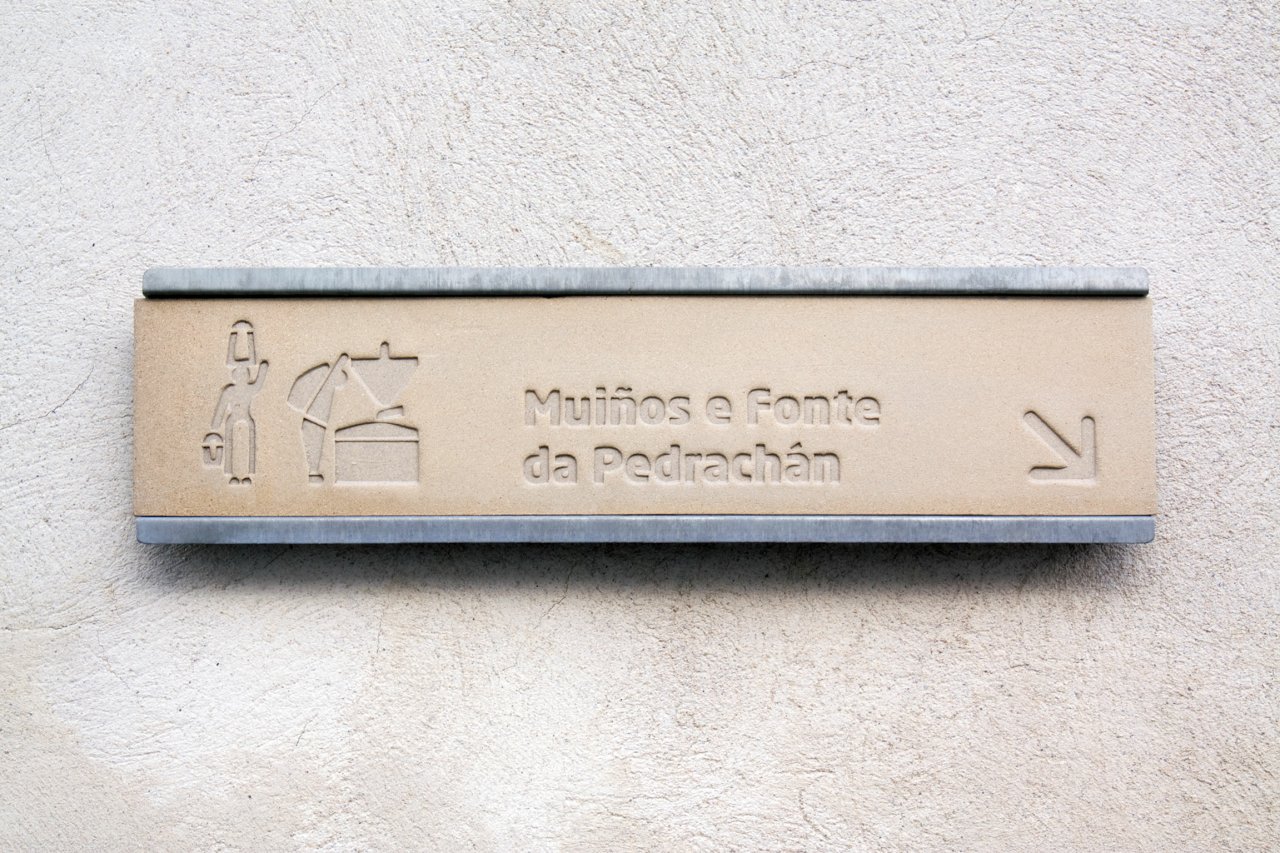 Muiños e Fonte
da Pedrachán